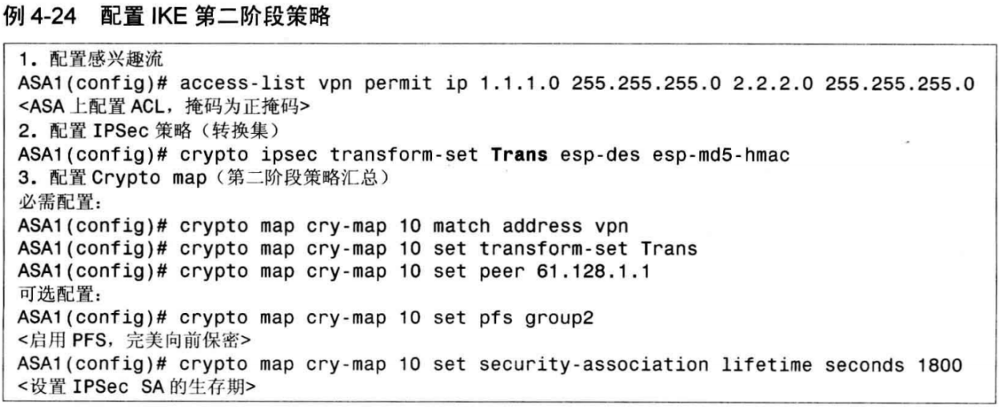 例 4-24 配置 IKE 第二阶段策略
1. 配置感兴趣流
ASA1(config)# access-list vpn permit ip 1.1.1.0 255.255.255.0 2.2.2.0 255.255.255.0
<ASA 上配置 ACL，掩码为正掩码>
2. 配置 IPSec 策略（转换集）
ASA1(config)# crypto ipsec transform-set Trans esp-des esp-md5-hmac
3. 配置 Crypto map（第二阶段策略汇总）
必需配置：
ASA1(config)# crypto map cry-map 10 match address vpn
ASA1(config)# crypto map cry-map 10 set transform-set Trans
ASA1(config)# crypto map cry-map 10 set peer 61.128.1.1
可选配置：
ASA1(config)# crypto map cry-map 10 set pfs group2
<启用 PFS，完美向前保密>
ASA1(config)# crypto map cry-map 10 set security-association lifetime seconds 1800
<设置 IPSec SA 的生存期>